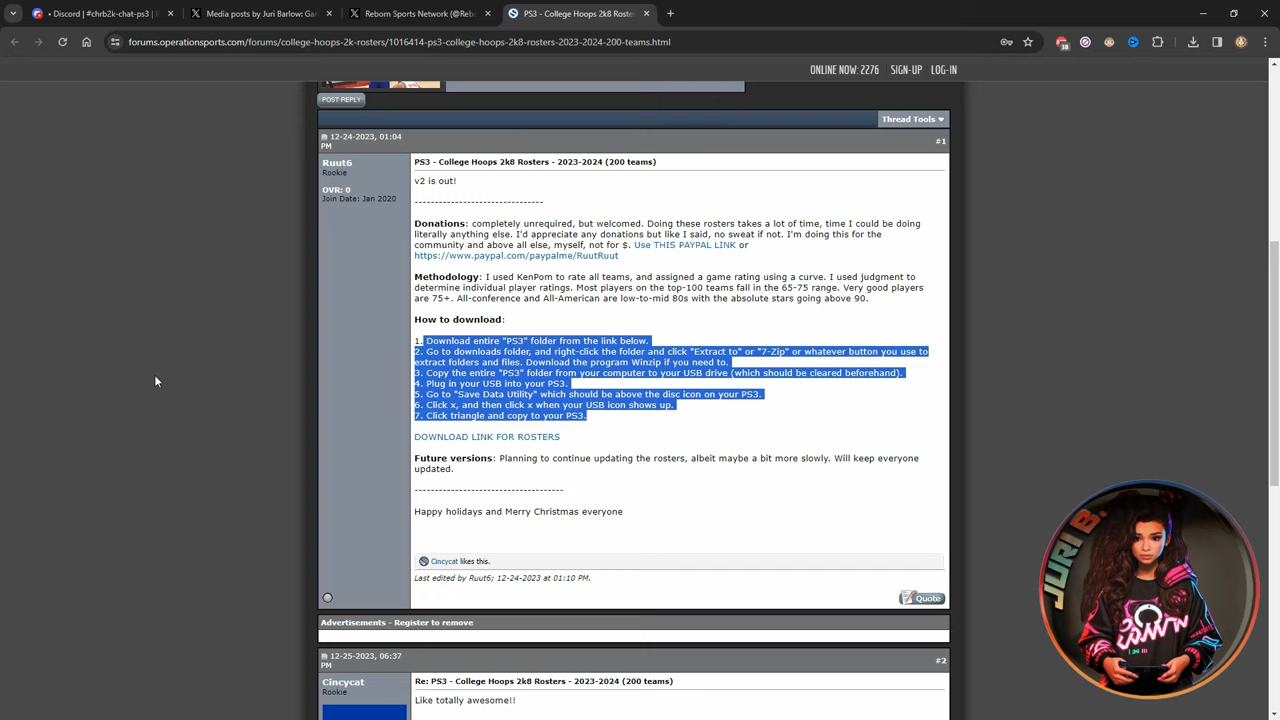 Discord | #chrb2k-chat-ps3 |
Media posts by Juri Barlow: Ga
Reborn Sports Network (@Reb
PS3 - College Hoops 2k8 Roster
forums.operationsports.com/forums/college-hoops-2k-rosters/1016414-ps3-college-hoops-2k8-rosters-2023-2024-200-teams.html
38
ONLINE NOW: 2276 SIGN-UP LOG-IN
POST REPLY
Thread Tools
12-24-2023, 01:04 PM
#1
Ruut6
Rookie
OVR: 0
Join Date: Jan 2020
PS3 - College Hoops 2k8 Rosters - 2023-2024 (200 teams)
v2 is out!
--------------------------------
Donations: completely unrequired, but welcomed. Doing these rosters takes a lot of time, time I could be doing
literally anything else. I'd appreciate any donations but like I said, no sweat if not. I'm doing this for the
community and above all else, myself, not for $. Use THIS PAYPAL LINK or
https://www.paypal.com/paypalme/RuutRuut
Methodology: I used KenPom to rate all teams, and assigned a game rating using a curve. I used judgment to
determine individual player ratings. Most players on the top-100 teams fall in the 65-75 range. Very good players
are 75+. All-conference and All-American are low-to-mid 80s with the absolute stars going above 90.
How to download:
1. Download entire "PS3" folder from the link below.
2. Go to downloads folder, and right-click the folder and click "Extract to" or "7-Zip" or whatever button you use to
extract folders and files. Download the program Winzip if you need to.
3. Copy the entire "PS3" folder from your computer to your USB drive (which should be cleared beforehand).
4. Plug in your USB into your PS3.
5. Go to "Save Data Utility" which should be above the disc icon on your PS3.
6. Click x, and then click x when your USB icon shows up.
7. Click triangle and copy to your PS3.
DOWNLOAD LINK FOR ROSTERS
Future versions: Planning to continue updating the rosters, albeit maybe a bit more slowly. Will keep everyone
updated.
-------------------------------------
Happy holidays and Merry Christmas everyone
Cincycat likes this.
Last edited by Ruut6; 12-24-2023 at 01:10 PM.
Quote
Advertisements - Register to remove
12-25-2023, 06:37 PM
#2
Cincycat
Rookie
Re: PS3 - College Hoops 2k8 Rosters - 2023-2024 (200 teams)
Like totally awesome!!
JURI B.